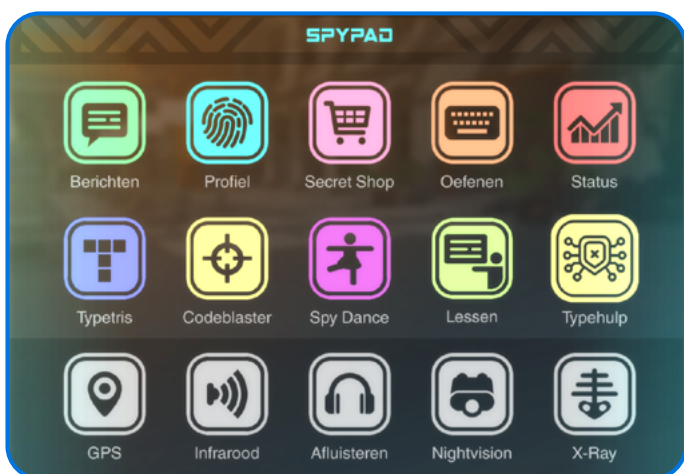 SPYPAD
Berichten Profiel Secret Shop Oefenen Status
Typetris Codeblaster Spy Dance Lessen Typehulp
GPS Infrarood Afluisteren Nightvision X-Ray